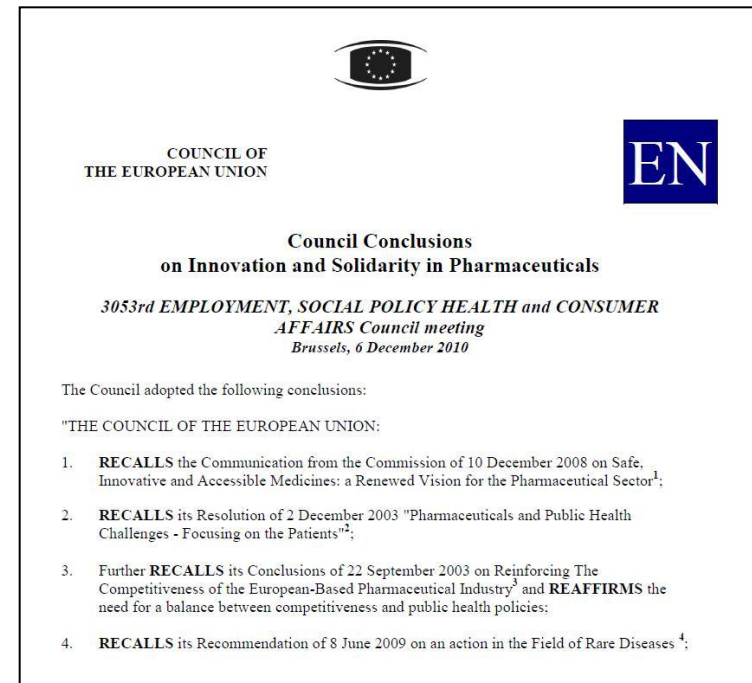 COUNCIL OF
THE EUROPEAN UNION
EN
Council Conclusions
on Innovation and Solidarity in Pharmaceuticals
3053rd EMPLOYMENT, SOCIAL POLICY HEALTH and CONSUMER
AFFAIRS Council meeting
Brussels, 6 December 2010
The Council adopted the following conclusions:
"THE COUNCIL OF THE EUROPEAN UNION:
1. RECALLS the Communication from the Commission of 10 December 2008 on Safe,
Innovative and Accessible Medicines: a Renewed Vision for the Pharmaceutical Sector¹;
2. RECALLS its Resolution of 2 December 2003 "Pharmaceuticals and Public Health
Challenges - Focusing on the Patients"²;
3. Further RECALLS its Conclusions of 22 September 2003 on Reinforcing The
Competitiveness of the European-Based Pharmaceutical Industry³ and REAFFIRMS the
need for a balance between competitiveness and public health policies;
4. RECALLS its Recommendation of 8 June 2009 on an action in the Field of Rare Diseases ⁴;